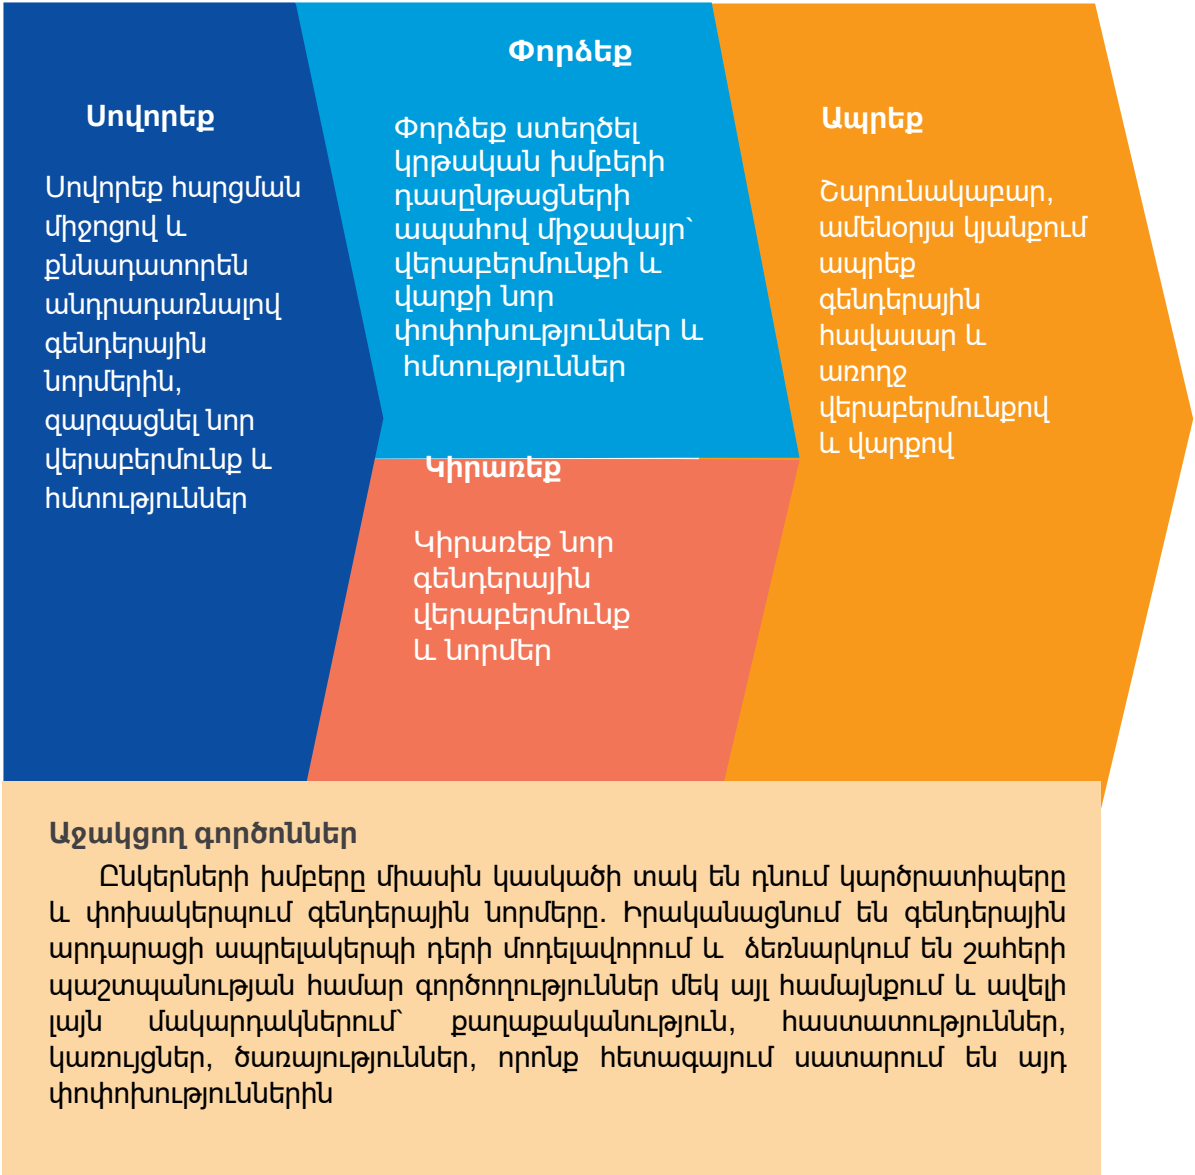 Սովորեք
Սովորեք հարցման
միջոցով և
քննադատորեն
անդրադառնալով
գենդերային
նորմերին,
զարգացնել նոր
վերաբերմունք և
հմտություններ
Փորձեք
Փորձեք ստեղծել
կրթական խմբերի
դասընթացների
ապահով միջավայր՝
վերաբերմունքի և
վարքի նոր
փոփոխություններ և
հմտություններ
Կիրառեք
Կիրառեք նոր
գենդերային
վերաբերմունք
և նորմեր
Ապրեք
Շարունակաբար,
ամենօրյա կյանքում
ապրեք
գենդերային
հավասար և
առողջ
վերաբերմունքով
և վարքով
Աջակցող գործոններ
Ընկերների խմբերը միասին կասկածի տակ են դնում կարծրատիպերը
և փոխակերպում գենդերային նորմերը. Իրականացնում են գենդերային
արդարացի ապրելակերպի դերի մոդելավորում և ձեռնարկում են շահերի
պաշտպանության համար գործողություններ մեկ այլ համայնքում և ավելի
լայն մակարդակներում՝ քաղաքականություն, հաստատություններ,
կառույցներ, ծառայություններ, որոնք հետագայում սատարում են այդ
փոփոխություններին